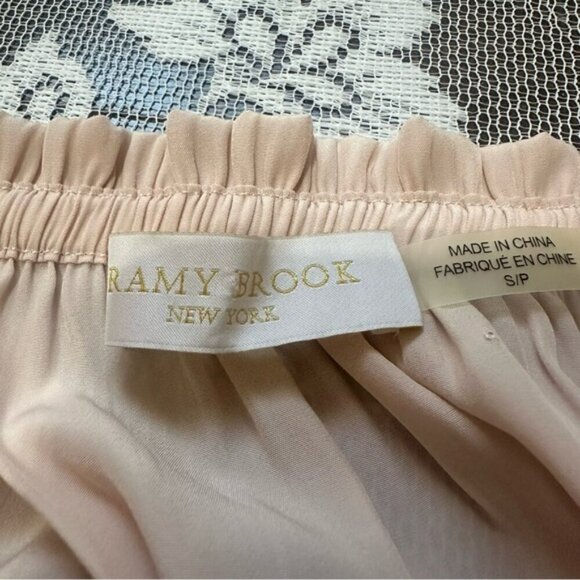 RAMY BROOK
NEW YORK
MADE IN CHINA
FABRIQUÉ EN CHINE
S/P